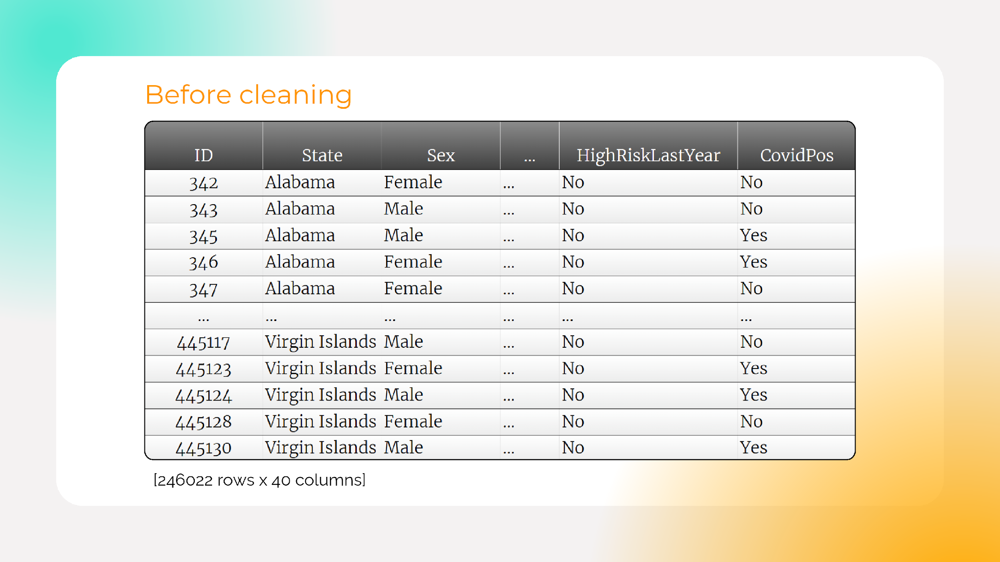 Before cleaning
ID State Sex ... HighRiskLastYear CovidPos
342 Alabama Female ... No No
343 Alabama Male ... No No
345 Alabama Male ... No Yes
346 Alabama Female ... No Yes
347 Alabama Female ... No No
... ... ... ... ... ...
445117 Virgin Islands Male ... No No
445123 Virgin Islands Female ... No Yes
445124 Virgin Islands Male ... No Yes
445128 Virgin Islands Female ... No No
445130 Virgin Islands Male ... No Yes
[246022 rows x 40 columns]